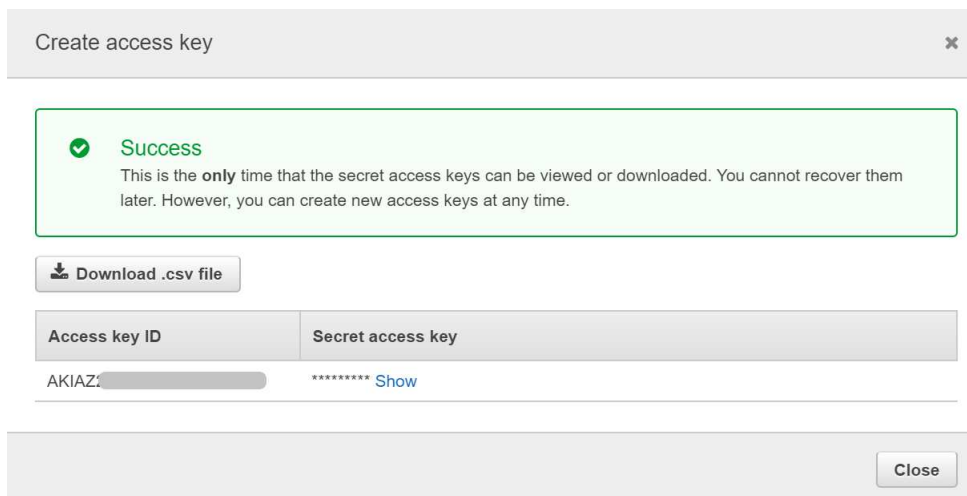 Create access key
Success
This is the only time that the secret access keys can be viewed or downloaded. You cannot recover them
later. However, you can create new access keys at any time.
Download .csv file
Access key ID Secret access key
AKIAZ ********* Show
Close